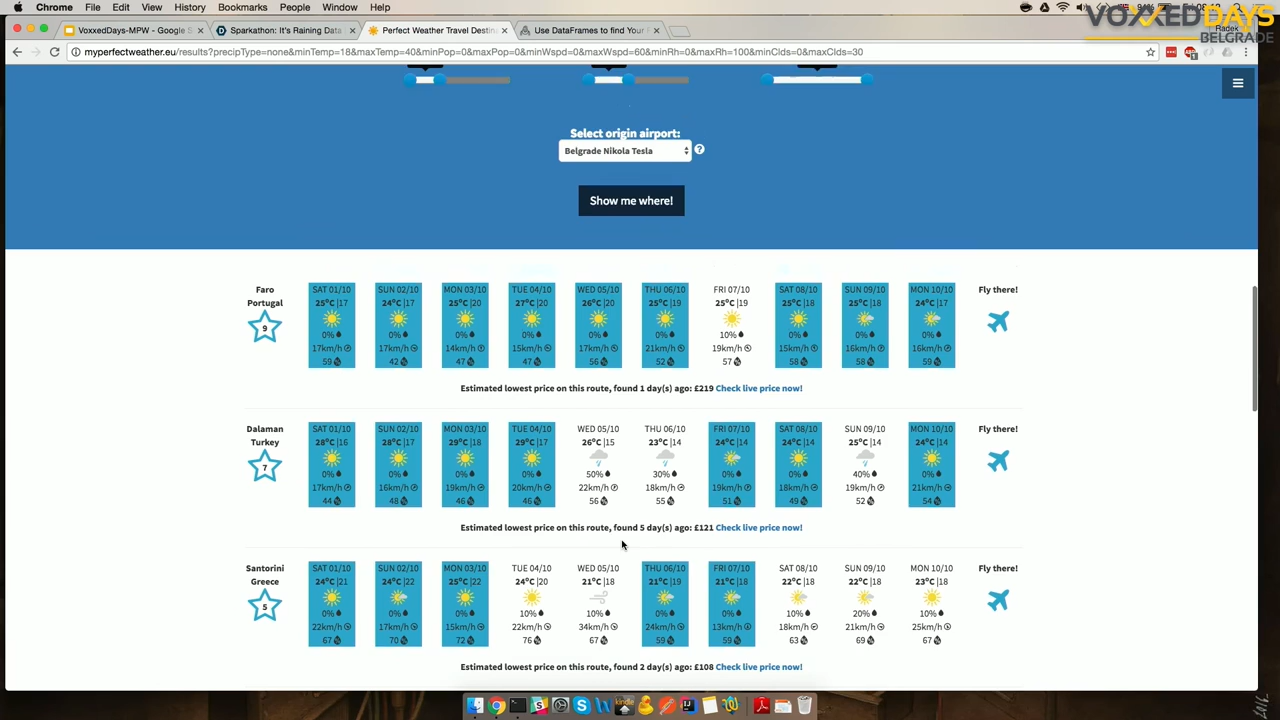 Chrome File Edit View History Bookmarks People Window Help
VOXXED DAYS
BELGRADE
VoxxedDays-MPW - Google S
Sparkathon: It's Raining Data
Perfect Weather Travel Destin
Use DataFrames to find Your
Radek
myperfectweather.eu/results?precipType=none&minTemp=18&maxTemp=40&minPop=0&maxPop=0&minWspd=0&maxWspd=60&minRh=0&maxRh=100&minClds=0&maxClds=30
Select origin airport:
Belgrade Nikola Tesla
?
Show me where!
Faro
Portugal
9
SAT 01/10 SUN 02/10 MON 03/10 TUE 04/10 WED 05/10 THU 06/10 FRI 07/10 SAT 08/10 SUN 09/10 MON 10/10 Fly there!
25°C |17 24°C |17 25°C |20 27°C |20 26°C |20 25°C |19 25°C |19 25°C |18 25°C |18 24°C |17
0% 0% 0% 0% 0% 0% 10% 0% 0% 0%
17km/h 17km/h 14km/h 15km/h 17km/h 21km/h 19km/h 15km/h 16km/h 16km/h
59 42 47 47 56 52 57 58 58 59
Estimated lowest price on this route, found 1 day(s) ago: £219 Check live price now!
Dalaman
Turkey
7
SAT 01/10 SUN 02/10 MON 03/10 TUE 04/10 WED 05/10 THU 06/10 FRI 07/10 SAT 08/10 SUN 09/10 MON 10/10 Fly there!
28°C |16 28°C |17 29°C |18 29°C |17 26°C |15 23°C |14 24°C |14 24°C |14 25°C |14 24°C |14
0% 0% 0% 0% 50% 30% 0% 0% 40% 0%
17km/h 16km/h 19km/h 20km/h 22km/h 18km/h 19km/h 18km/h 19km/h 21km/h
44 48 46 46 56 55 51 49 52 54
Estimated lowest price on this route, found 5 day(s) ago: £121 Check live price now!
Santorini
Greece
5
SAT 01/10 SUN 02/10 MON 03/10 TUE 04/10 WED 05/10 THU 06/10 FRI 07/10 SAT 08/10 SUN 09/10 MON 10/10 Fly there!
24°C |21 24°C |22 25°C |22 24°C |20 21°C |18 21°C |19 21°C |18 22°C |18 22°C |18 23°C |18
0% 0% 0% 10% 10% 0% 0% 10% 20% 10%
22km/h 17km/h 15km/h 22km/h 34km/h 24km/h 13km/h 18km/h 21km/h 25km/h
67 70 72 76 67 59 59 63 69 67
Estimated lowest price on this route, found 2 day(s) ago: £108 Check live price now!